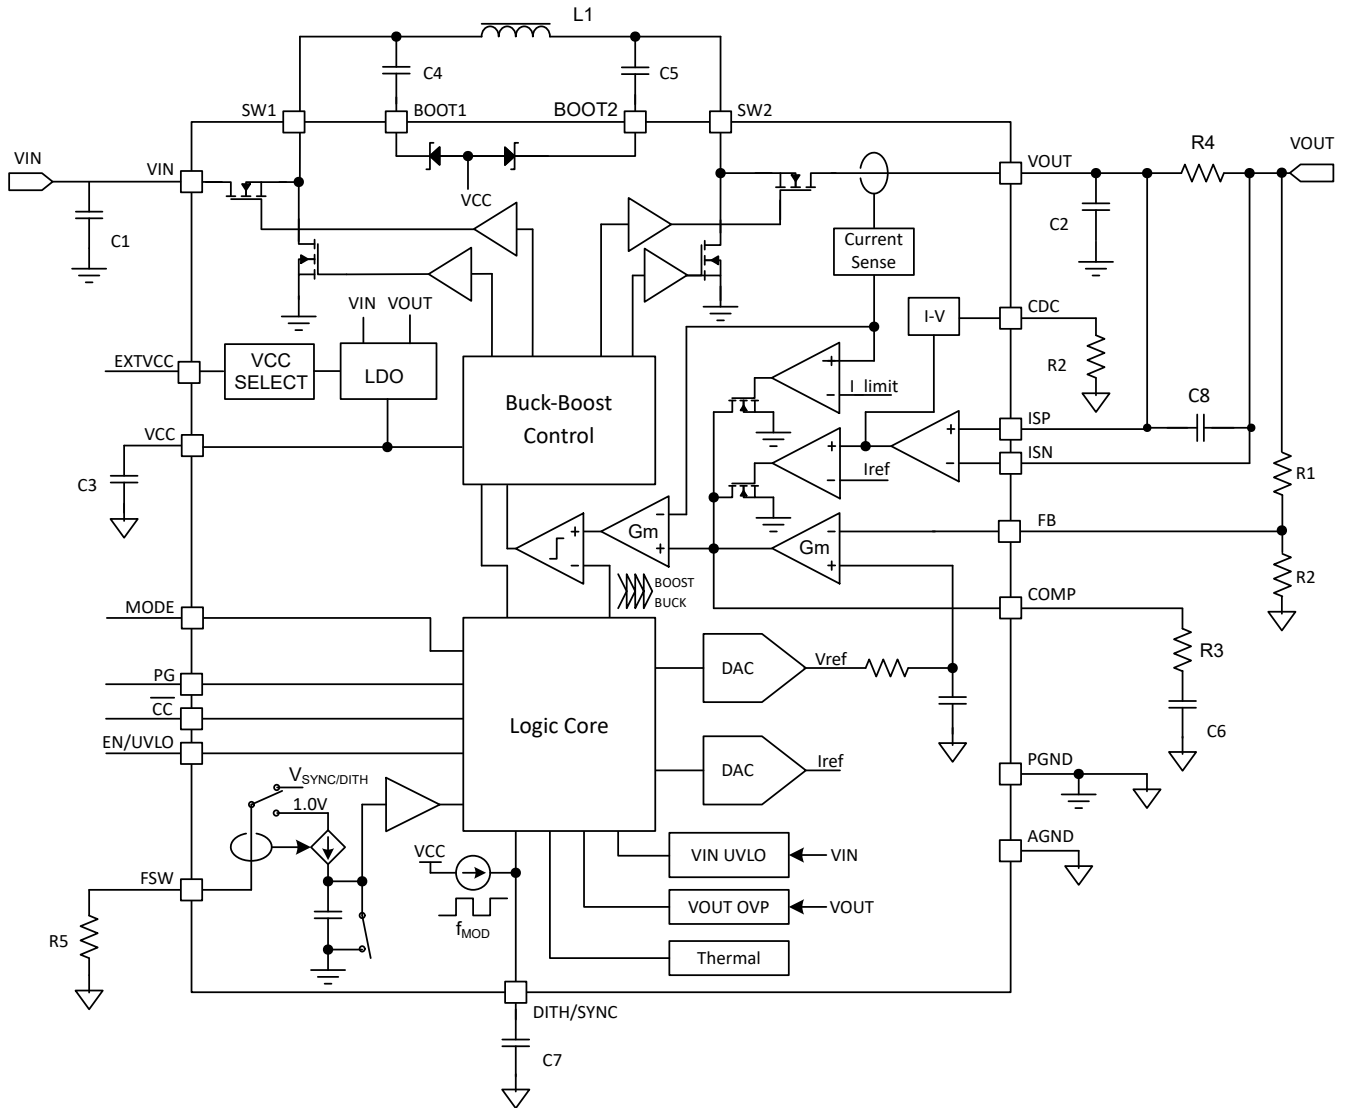 L1
C4
C5
SW1
BOOT1
BOOT2
SW2
VIN
VIN
VCC
VOUT
R4
VOUT
C1
C2
Current
Sense
VIN
VOUT
I-V
CDC
EXTVCC
VCC
SELECT
LDO
R2
+
I_limit
−
Buck-Boost
Control
C8
VCC
+
Iref
−
+
−
ISP
ISN
C3
R1
Gm
−
+
+
−
Gm
−
+
FB
BOOST
BUCK
R2
COMP
MODE
R3
DAC
Vref
PG
CC
Logic Core
C6
EN/UVLO
DAC
Iref
PGND
VSYNC/DITH
1.0V
AGND
VCC
VIN UVLO
VIN
FSW
VOUT OVP
VOUT
fMOD
R5
Thermal
DITH/SYNC
C7